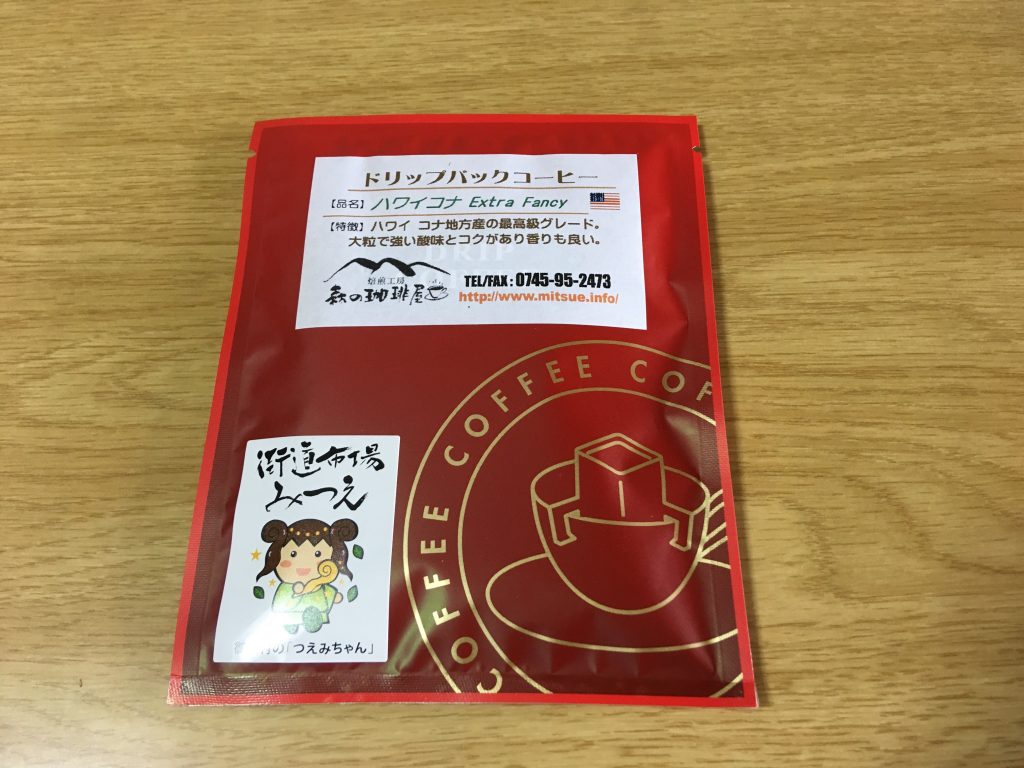 ドリップバックコーヒー
【品名】ハワイコナ Extra Fancy
【特徴】ハワイ コナ地方産の最高級グレード。
大粒で強い酸味とコクがあり香りも良い。
DRIP
焙煎工房
TEL/FAX : 0745-95-2473
森の珈琲屋
http://www.mitsue.info/
COFFEE COFFEE COF
街道市場
みつえ
村の「つえみちゃん」